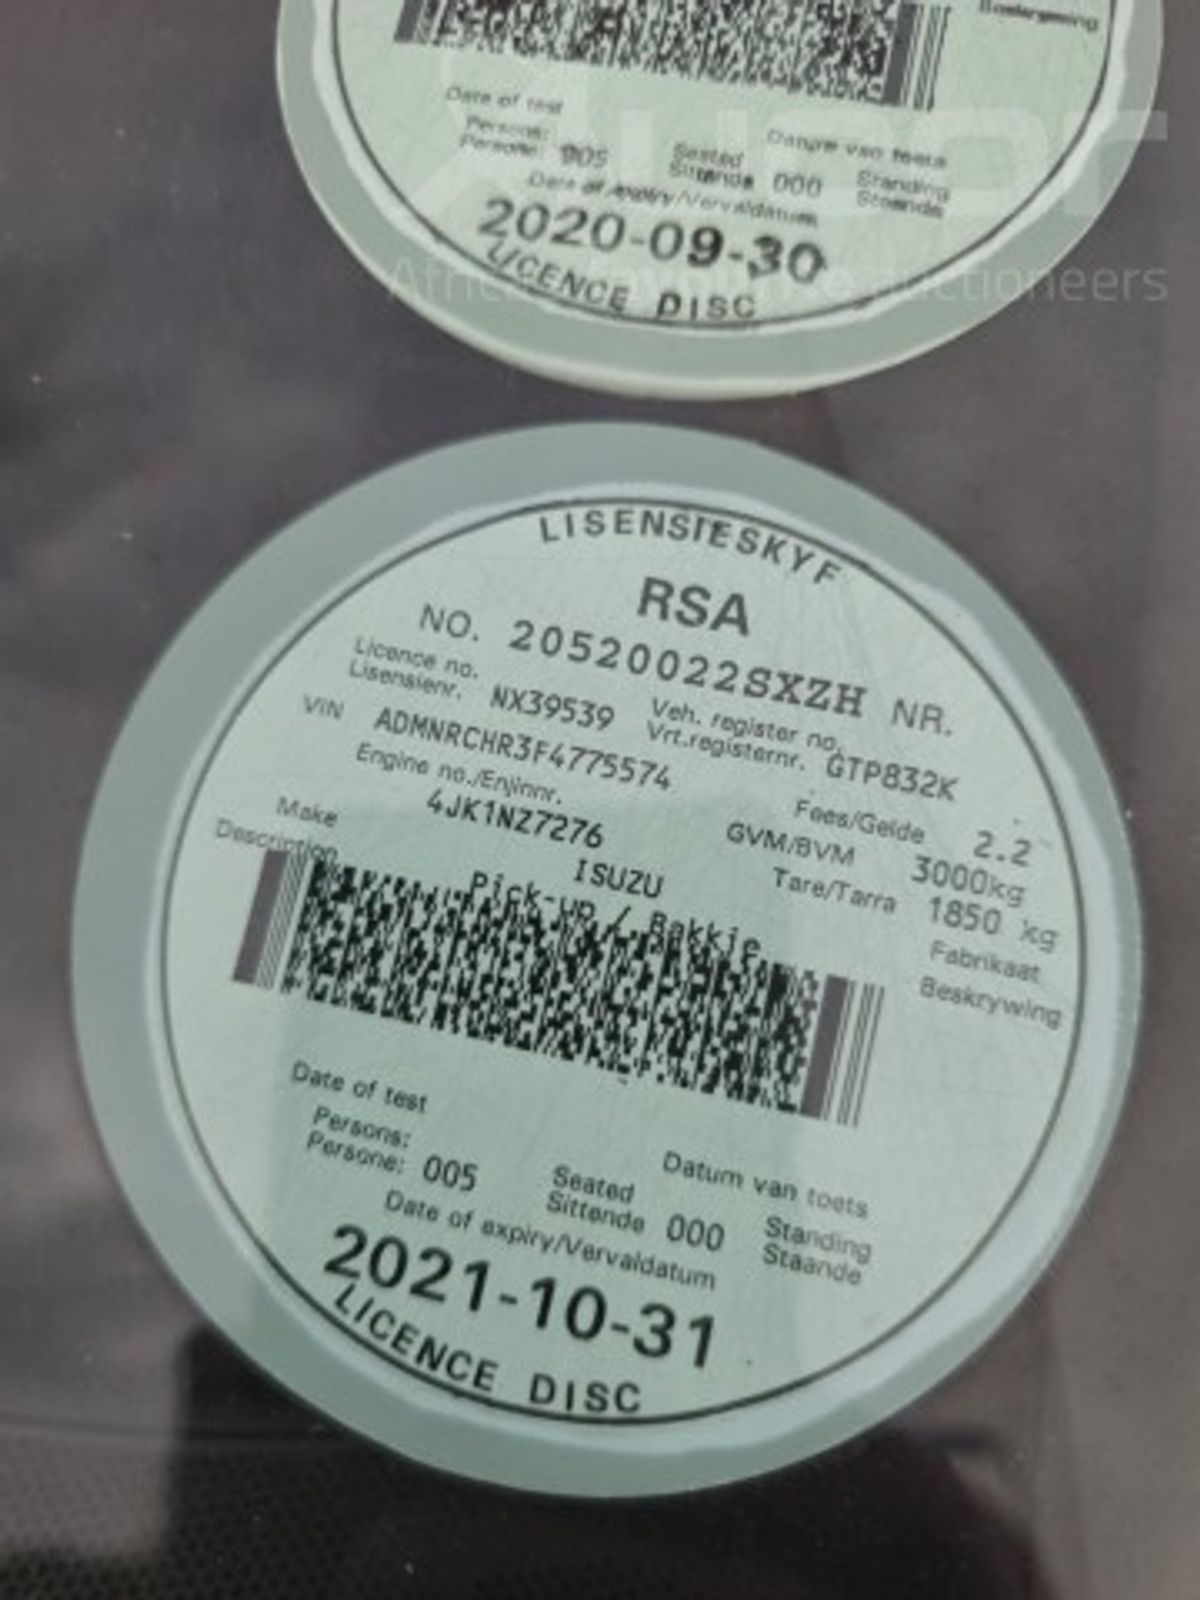 Date of test
Datum van toets
Persons:
Persone: 005
Seated
Sittende 000
Standing
Staande
Date of expiry/Vervaldatum
2020-09-30
LICENCE DISC
auctioneers
LISENSIESKYF
RSA
NO. 20520022SXZH NR.
Licence no.
Lisensienr. NX39539
Veh. register no.
Vrt.registernr. GTP832K
VIN ADMNRCHR3F4775574
Engine no./Enjinnr.
4JK1NZ7276
Fees/Gelde 2.2
GVM/BVM 3000kg
Tare/Tarra 1850 kg
Make ISUZU Fabrikaat
Description Pick-up / Bakkie Beskrywing
Date of test
Datum van toets
Persons:
Persone: 005
Seated
Sittende 000
Standing
Staande
Date of expiry/Vervaldatum
2021-10-31
LICENCE DISC